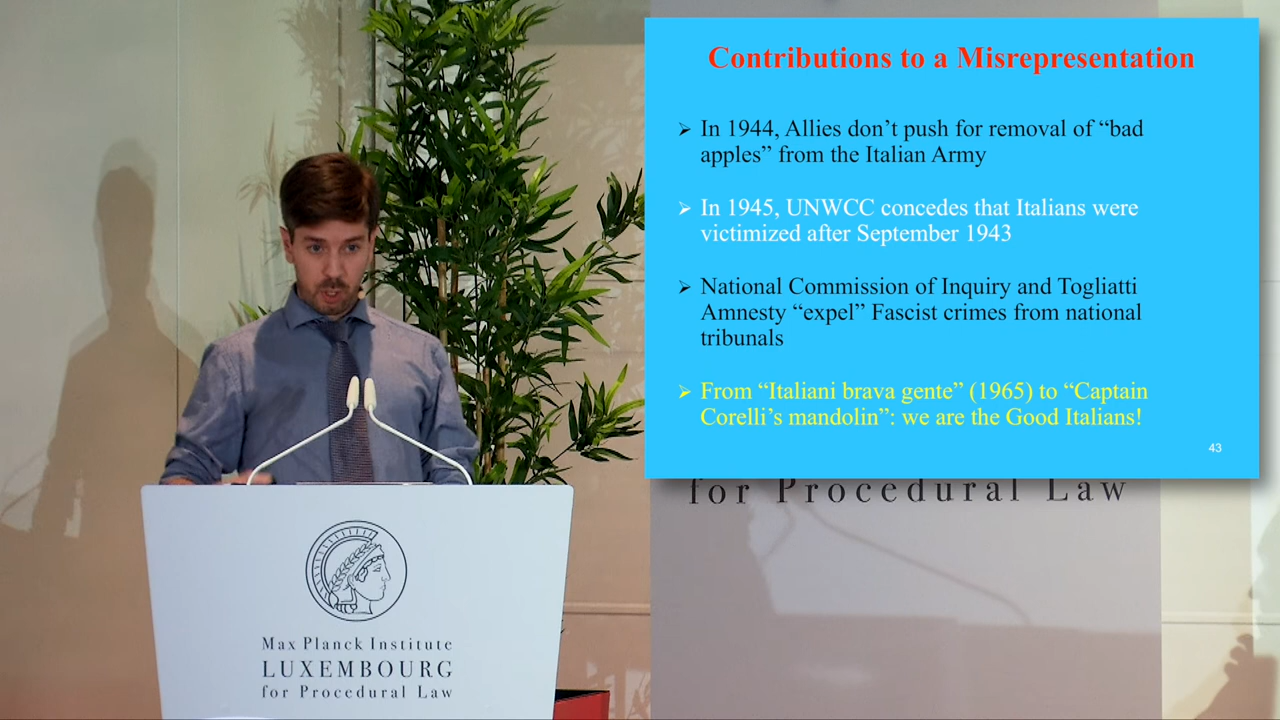 Contributions to a Misrepresentation
➢ In 1944, Allies don’t push for removal of “bad
apples” from the Italian Army
➢ In 1945, UNWCC concedes that Italians were
victimized after September 1943
➢ National Commission of Inquiry and Togliatti
Amnesty “expel” Fascist crimes from national
tribunals
➢ From “Italiani brava gente” (1965) to “Captain
Corelli’s mandolin”: we are the Good Italians!
43
for Procedural Law
Max Planck Institute
LUXEMBOURG
for Procedural Law